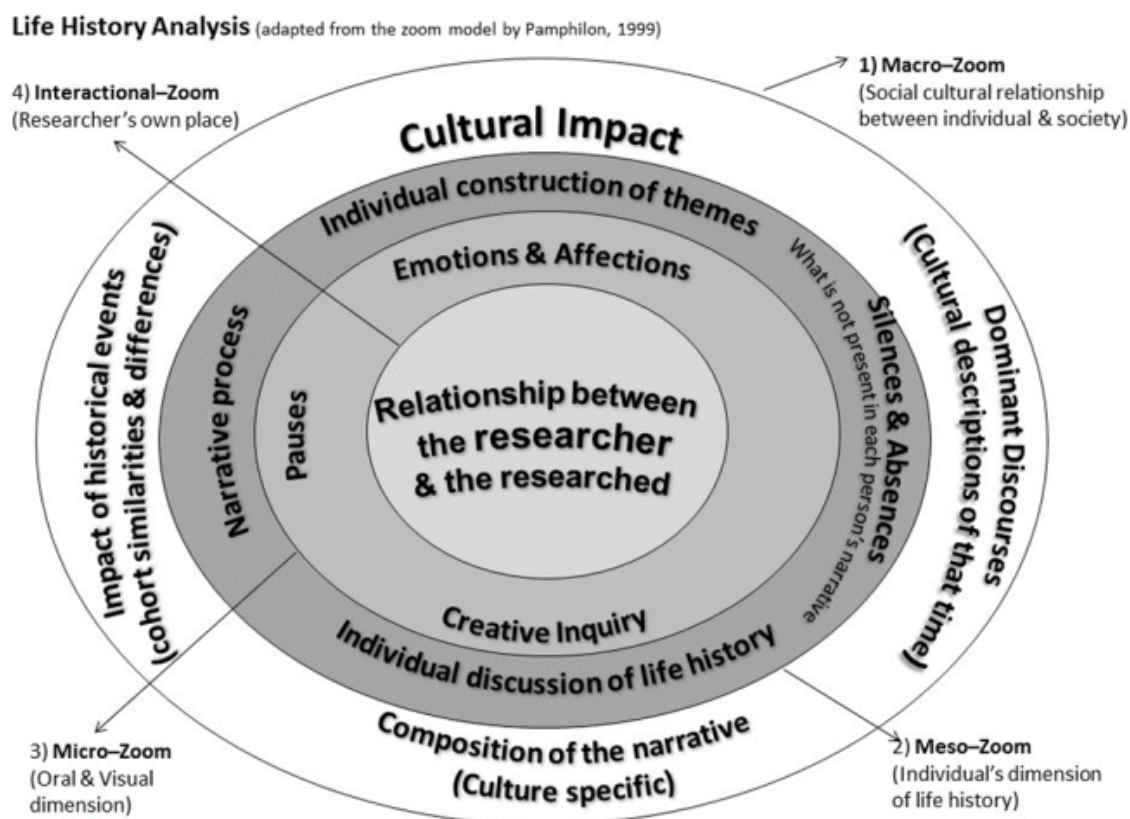 Life History Analysis (adapted from the zoom model by Pamphilon, 1999)
4) Interactional–Zoom
(Researcher's own place)
1) Macro–Zoom
(Social cultural relationship
between individual & society)
Cultural Impact
Impact of historical events
(cohort similarities & differences)
Dominant Discourses
(Cultural descriptions of that time)
Composition of the narrative
(Culture specific)
Individual construction of themes
Narrative process
Silences & Absences
What is not present in each person's narrative
Individual discussion of life history
Emotions & Affections
Pauses
Creative Inquiry
Relationship between
the researcher
& the researched
3) Micro–Zoom
(Oral & Visual
dimension)
2) Meso–Zoom
(Individual's dimension
of life history)